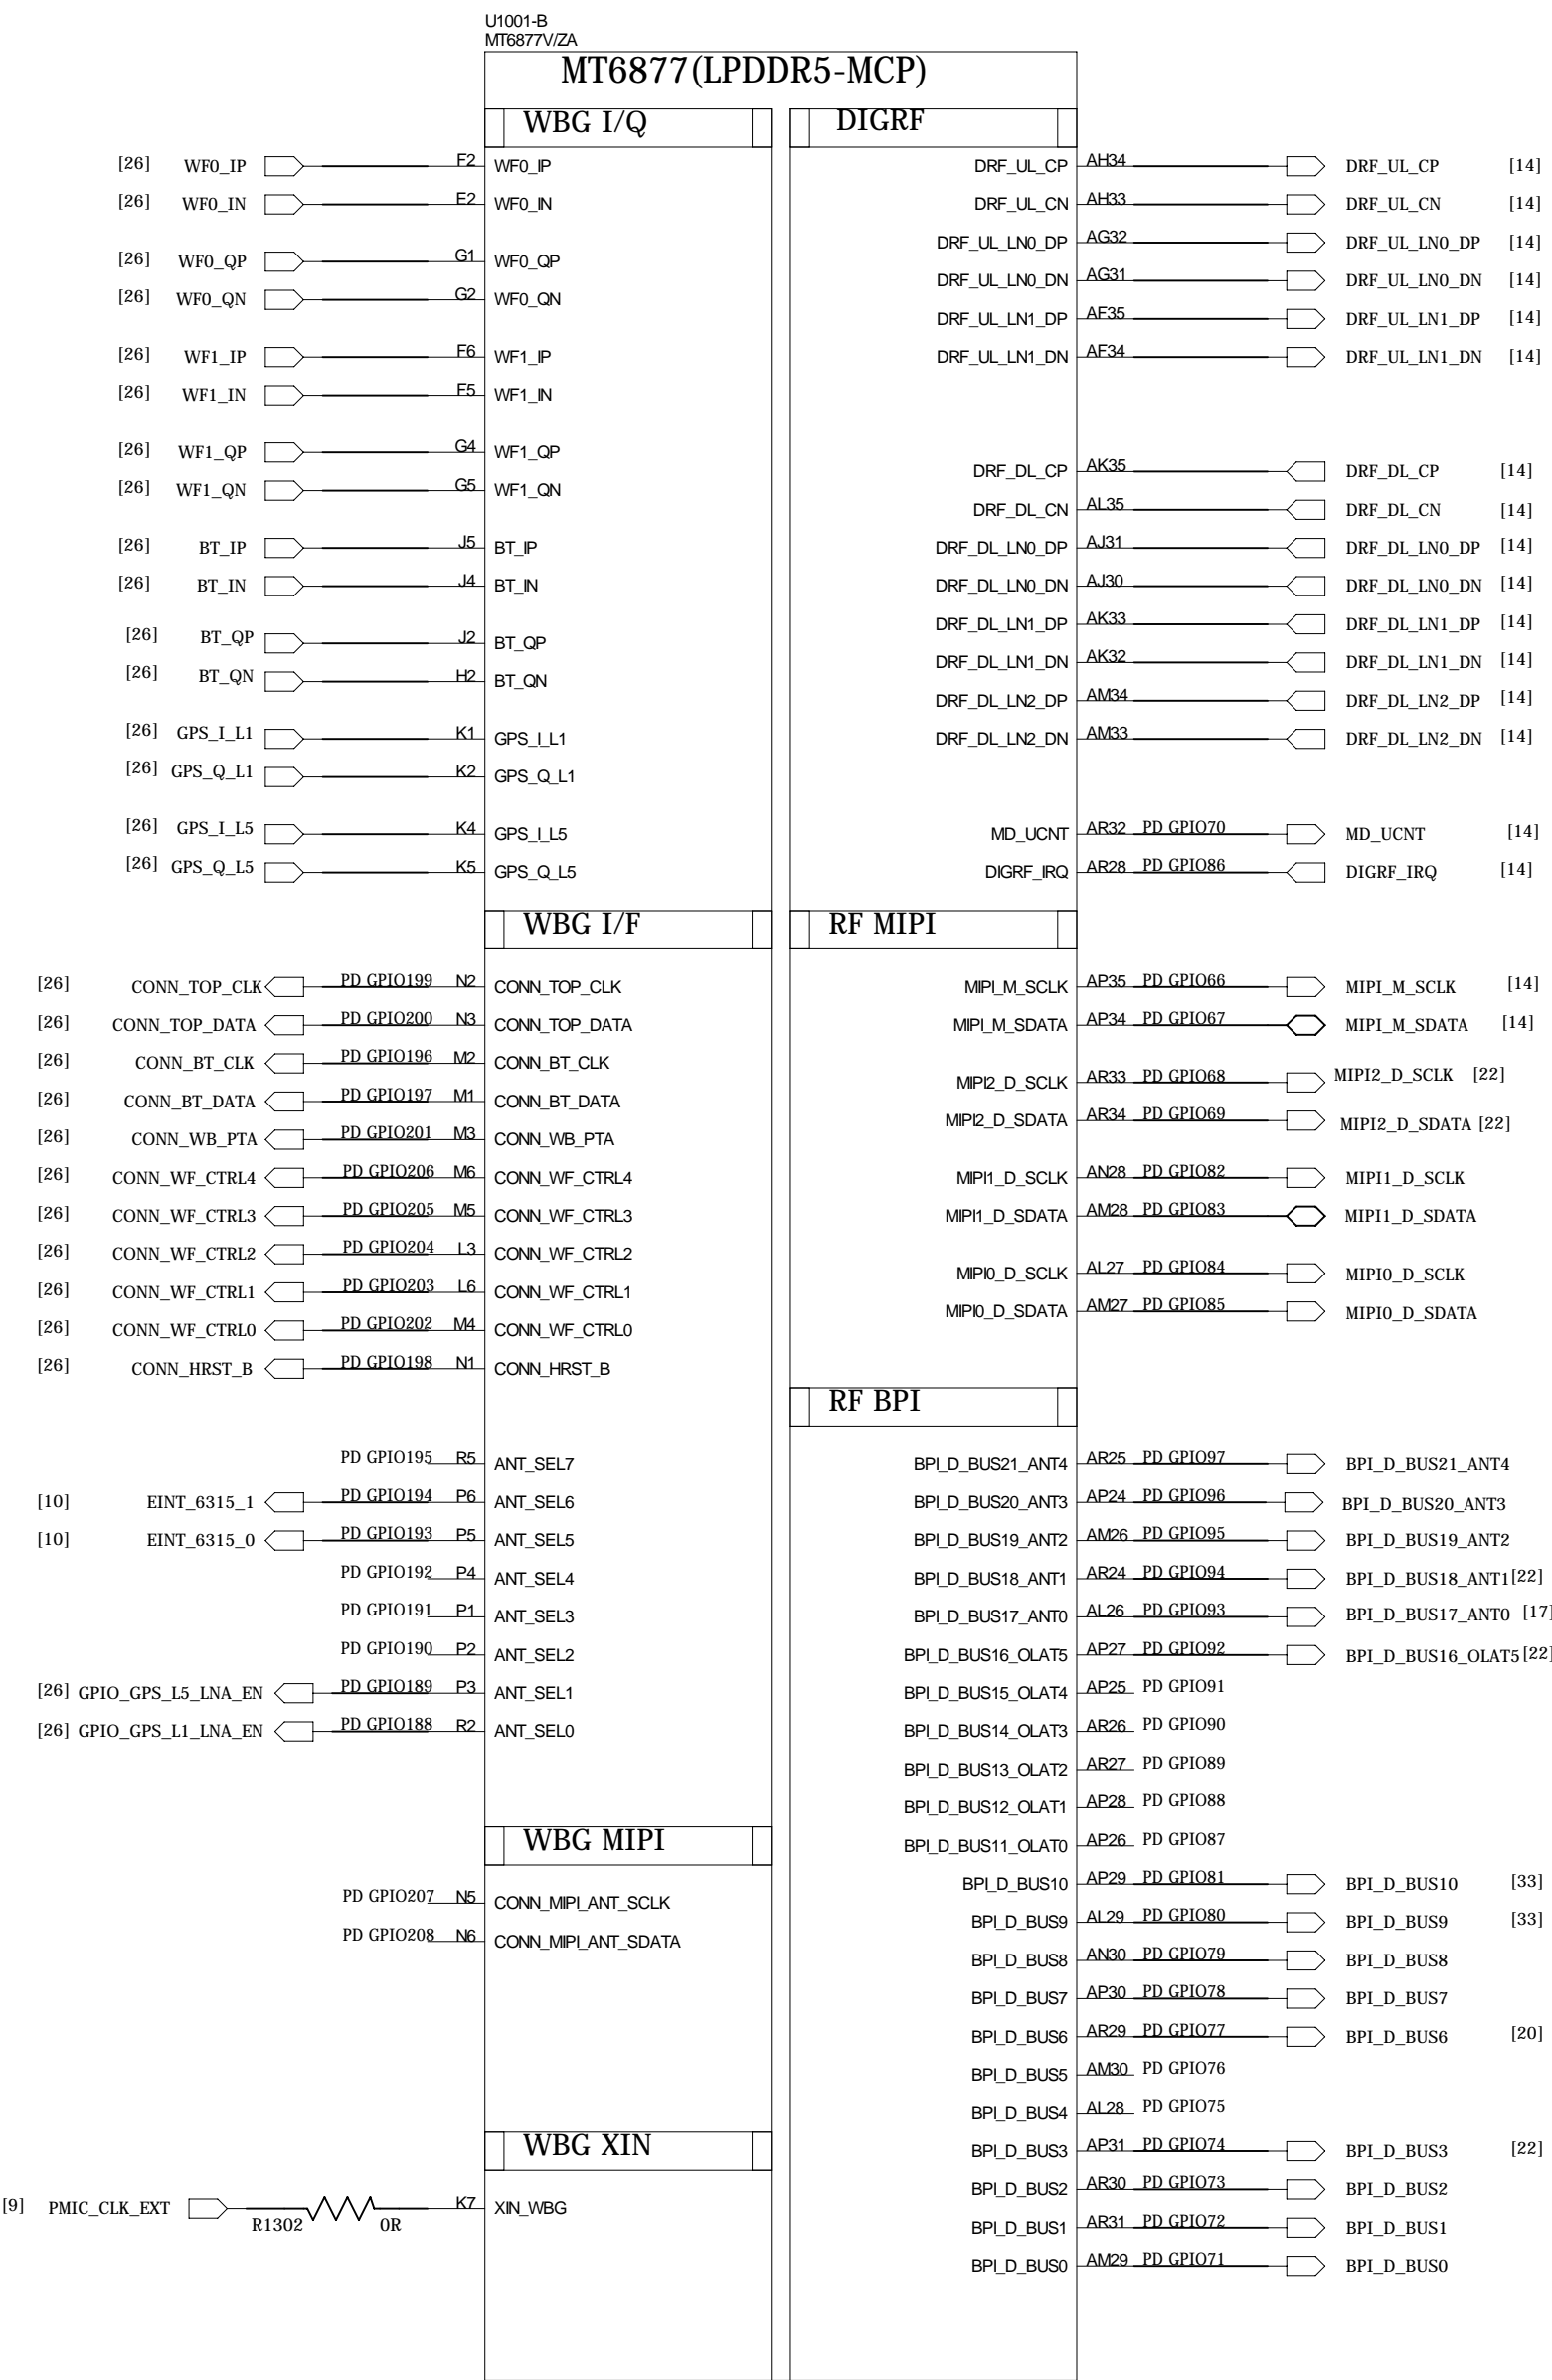 U1001-B
MT6877V/ZA
MT6877(LPDDR5-MCP)
WBG I/Q
[26] WF0_IP F2 WF0_IP
[26] WF0_IN E2 WF0_IN
[26] WF0_QP G1 WF0_QP
[26] WF0_QN G2 WF0_QN
[26] WF1_IP F6 WF1_IP
[26] WF1_IN F5 WF1_IN
[26] WF1_QP G4 WF1_QP
[26] WF1_QN G5 WF1_QN
[26] BT_IP J5 BT_IP
[26] BT_IN J4 BT_IN
[26] BT_QP J2 BT_QP
[26] BT_QN H2 BT_QN
[26] GPS_I_L1 K1 GPS_I_L1
[26] GPS_Q_L1 K2 GPS_Q_L1
[26] GPS_I_L5 K4 GPS_I_L5
[26] GPS_Q_L5 K5 GPS_Q_L5
WBG I/F
[26] CONN_TOP_CLK PD GPIO199 N2 CONN_TOP_CLK
[26] CONN_TOP_DATA PD GPIO200 N3 CONN_TOP_DATA
[26] CONN_BT_CLK PD GPIO196 M2 CONN_BT_CLK
[26] CONN_BT_DATA PD GPIO197 M1 CONN_BT_DATA
[26] CONN_WB_PTA PD GPIO201 M3 CONN_WB_PTA
[26] CONN_WF_CTRL4 PD GPIO206 M6 CONN_WF_CTRL4
[26] CONN_WF_CTRL3 PD GPIO205 M5 CONN_WF_CTRL3
[26] CONN_WF_CTRL2 PD GPIO204 L3 CONN_WF_CTRL2
[26] CONN_WF_CTRL1 PD GPIO203 L6 CONN_WF_CTRL1
[26] CONN_WF_CTRL0 PD GPIO202 M4 CONN_WF_CTRL0
[26] CONN_HRST_B PD GPIO198 N1 CONN_HRST_B
PD GPIO195 R5 ANT_SEL7
[10] EINT_6315_1 PD GPIO194 P6 ANT_SEL6
[10] EINT_6315_0 PD GPIO193 P5 ANT_SEL5
PD GPIO192 P4 ANT_SEL4
PD GPIO191 P1 ANT_SEL3
PD GPIO190 P2 ANT_SEL2
[26] GPIO_GPS_L5_LNA_EN PD GPIO189 P3 ANT_SEL1
[26] GPIO_GPS_L1_LNA_EN PD GPIO188 R2 ANT_SEL0
WBG MIPI
PD GPIO207 N5 CONN_MIPI_ANT_SCLK
PD GPIO208 N6 CONN_MIPI_ANT_SDATA
WBG XIN
[9] PMIC_CLK_EXT R1302 0R K7 XIN_WBG
DIGRF
DRF_UL_CP AH34 DRF_UL_CP [14]
DRF_UL_CN AH33 DRF_UL_CN [14]
DRF_UL_LN0_DP AG32 DRF_UL_LN0_DP [14]
DRF_UL_LN0_DN AG31 DRF_UL_LN0_DN [14]
DRF_UL_LN1_DP AF35 DRF_UL_LN1_DP [14]
DRF_UL_LN1_DN AF34 DRF_UL_LN1_DN [14]
DRF_DL_CP AK35 DRF_DL_CP [14]
DRF_DL_CN AL35 DRF_DL_CN [14]
DRF_DL_LN0_DP AJ31 DRF_DL_LN0_DP [14]
DRF_DL_LN0_DN AJ30 DRF_DL_LN0_DN [14]
DRF_DL_LN1_DP AK33 DRF_DL_LN1_DP [14]
DRF_DL_LN1_DN AK32 DRF_DL_LN1_DN [14]
DRF_DL_LN2_DP AM34 DRF_DL_LN2_DP [14]
DRF_DL_LN2_DN AM33 DRF_DL_LN2_DN [14]
MD_UCNT AR32 PD GPIO70 MD_UCNT [14]
DIGRF_IRQ AR28 PD GPIO86 DIGRF_IRQ [14]
RF MIPI
MIPI_M_SCLK AP35 PD GPIO66 MIPI_M_SCLK [14]
MIPI_M_SDATA AP34 PD GPIO67 MIPI_M_SDATA [14]
MIPI2_D_SCLK AR33 PD GPIO68 MIPI2_D_SCLK [22]
MIPI2_D_SDATA AR34 PD GPIO69 MIPI2_D_SDATA [22]
MIPI1_D_SCLK AN28 PD GPIO82 MIPI1_D_SCLK
MIPI1_D_SDATA AM28 PD GPIO83 MIPI1_D_SDATA
MIPI0_D_SCLK AL27 PD GPIO84 MIPI0_D_SCLK
MIPI0_D_SDATA AM27 PD GPIO85 MIPI0_D_SDATA
RF BPI
BPI_D_BUS21_ANT4 AR25 PD GPIO97 BPI_D_BUS21_ANT4
BPI_D_BUS20_ANT3 AP24 PD GPIO96 BPI_D_BUS20_ANT3
BPI_D_BUS19_ANT2 AM26 PD GPIO95 BPI_D_BUS19_ANT2
BPI_D_BUS18_ANT1 AR24 PD GPIO94 BPI_D_BUS18_ANT1[22]
BPI_D_BUS17_ANT0 AL26 PD GPIO93 BPI_D_BUS17_ANT0 [17]
BPI_D_BUS16_OLAT5 AP27 PD GPIO92 BPI_D_BUS16_OLAT5[22]
BPI_D_BUS15_OLAT4 AP25 PD GPIO91
BPI_D_BUS14_OLAT3 AR26 PD GPIO90
BPI_D_BUS13_OLAT2 AR27 PD GPIO89
BPI_D_BUS12_OLAT1 AP28 PD GPIO88
BPI_D_BUS11_OLAT0 AP26 PD GPIO87
BPI_D_BUS10 AP29 PD GPIO81 BPI_D_BUS10 [33]
BPI_D_BUS9 AL29 PD GPIO80 BPI_D_BUS9 [33]
BPI_D_BUS8 AN30 PD GPIO79 BPI_D_BUS8
BPI_D_BUS7 AP30 PD GPIO78 BPI_D_BUS7
BPI_D_BUS6 AR29 PD GPIO77 BPI_D_BUS6 [20]
BPI_D_BUS5 AM30 PD GPIO76
BPI_D_BUS4 AL28 PD GPIO75
BPI_D_BUS3 AP31 PD GPIO74 BPI_D_BUS3 [22]
BPI_D_BUS2 AR30 PD GPIO73 BPI_D_BUS2
BPI_D_BUS1 AR31 PD GPIO72 BPI_D_BUS1
BPI_D_BUS0 AM29 PD GPIO71 BPI_D_BUS0